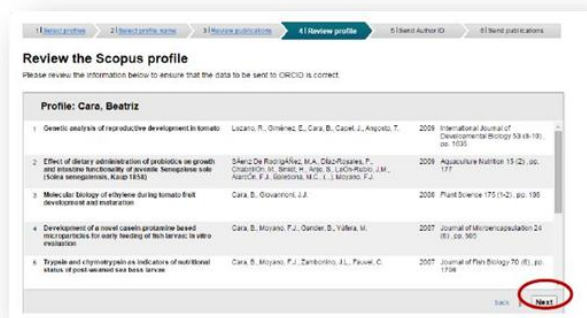 1 | Select profiles
2 | Select profile name
3 | Review publications
4 | Review profile
5 | Send Author ID
6 | Send publications
Review the Scopus profile
Please review the information below to ensure that the data to be sent to ORCID is correct.
Profile: Cara, Beatriz
1 Genetic analysis of reproductive development in tomato Lozano, R., Giménez, E., Cara, B., Capel, J., Angosto, T. 2009 International Journal of
Developmental Biology 53 (8-10),
pp. 1635
2 Effect of dietary administration of probiotics on growth SÃ¡enz De RodrigÃ¡Ã±ez, M.A., Díaz-Rosales, P., 2009 Aquaculture Nutrition 15 (2), pp.
and intestine functionality of juvenile Senegalese sole 177
(Solea senegalensis, Kaup 1858)
3 Molecular biology of ethylene during tomato fruit Cara, B., Giovannoni, J.J. 2008 Plant Science 175 (1-2), pp. 106
development and maturation
4 Development of a novel casein-protamine based Cara, B., Moyano, F.J., Gander, B., Yúfera, M. 2007 Journal of Microencapsulation 24
microparticles for early feeding of fish larvae: In vitro (6), pp. 505
evaluation
5 Trypsin and chymotrypsin as indicators of nutritional Cara, B., Moyano, F.J., Zambonino, J.L., Fauvel, C. 2007 Journal of Fish Biology 70 (6), pp.
status of post-weaned sea bass larvae 1798
back | Next